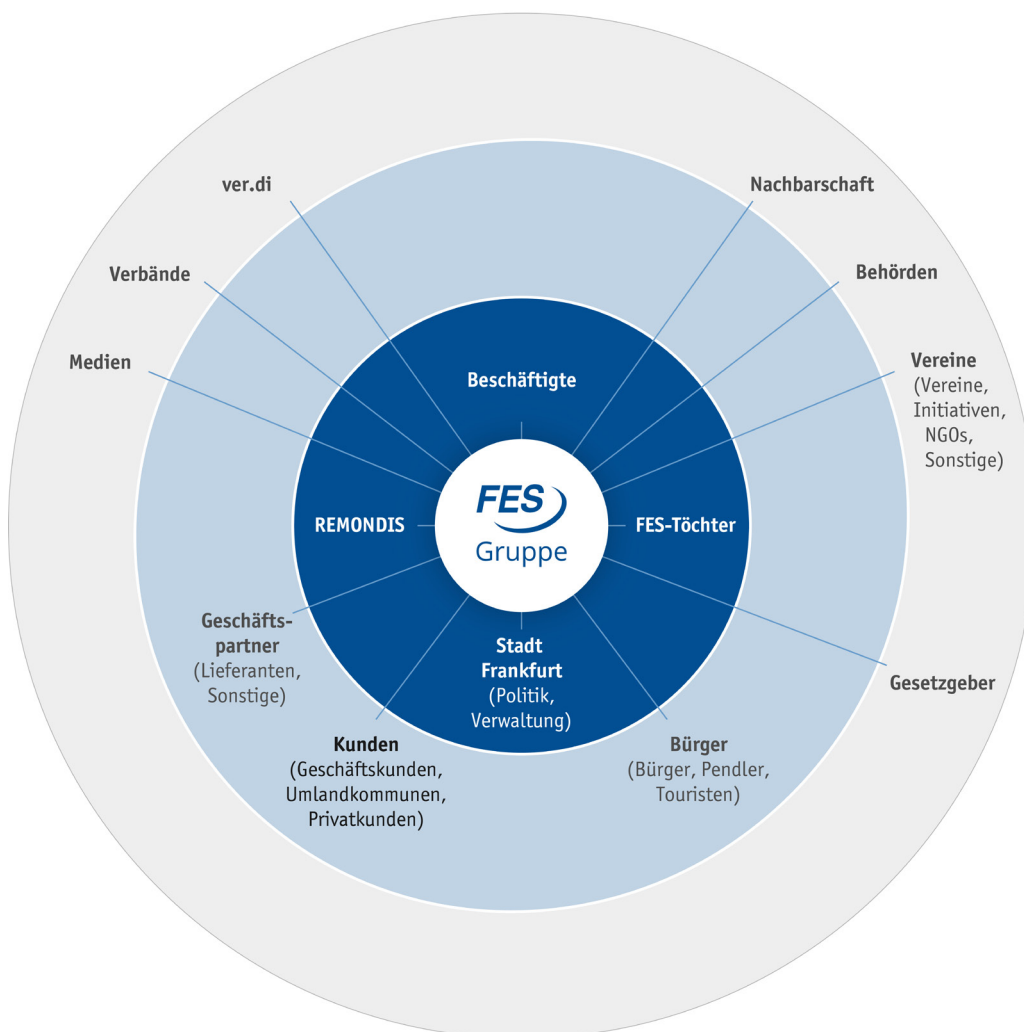 ver.di
Nachbarschaft
Verbände
Behörden
Medien
Vereine
(Vereine,
Initiativen,
NGOs,
Sonstige)
Beschäftigte
REMONDIS
FES
Gruppe
FES-Töchter
Geschäfts-
partner
(Lieferanten,
Sonstige)
Stadt
Frankfurt
(Politik,
Verwaltung)
Gesetzgeber
Kunden
(Geschäftskunden,
Umlandkommunen,
Privatkunden)
Bürger
(Bürger, Pendler,
Touristen)